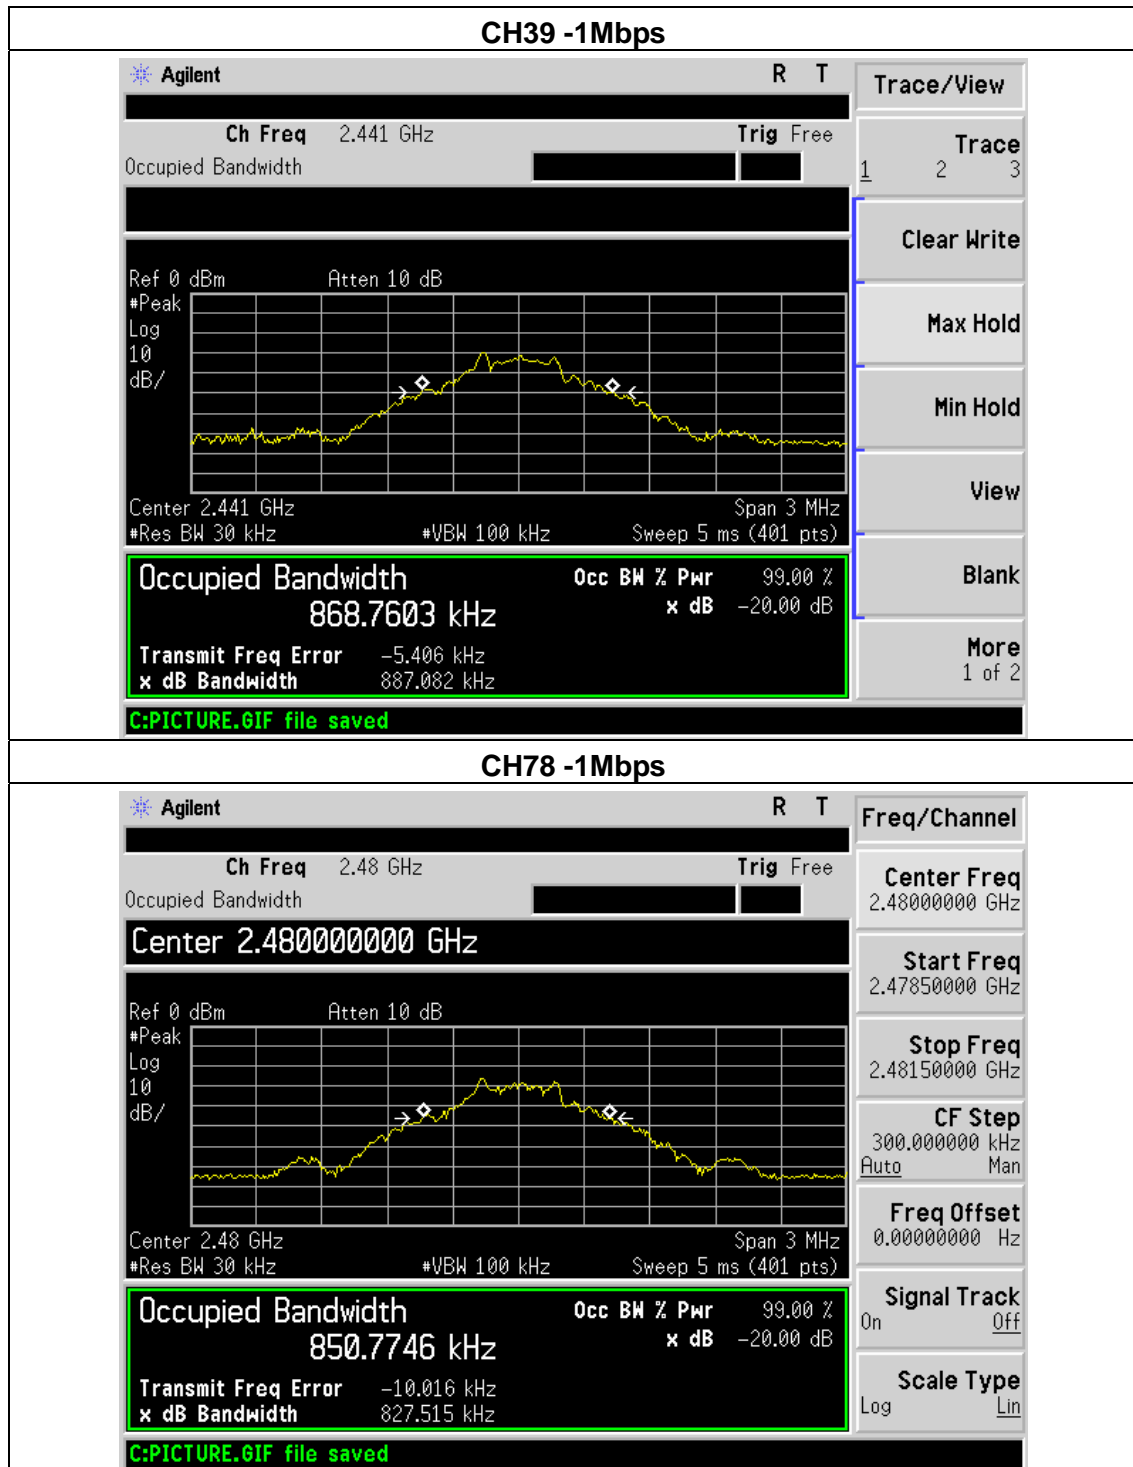 CH39 -1Mbps
Agilent R T
Trace/View
Ch Freq 2.441 GHz Trig Free
Occupied Bandwidth
Trace
1 2 3
Clear Write
Ref 0 dBm Atten 10 dB
#Peak
Log
10
dB/
Max Hold
Min Hold
View
Center 2.441 GHz Span 3 MHz
#Res BW 30 kHz #VBW 100 kHz Sweep 5 ms (401 pts)
Occupied Bandwidth Occ BW % Pwr 99.00 %
868.7603 kHz x dB -20.00 dB
Blank
Transmit Freq Error -5.406 kHz
x dB Bandwidth 887.082 kHz
More
1 of 2
C:PICTURE.GIF file saved
CH78 -1Mbps
Agilent R T
Freq/Channel
Ch Freq 2.48 GHz Trig Free
Occupied Bandwidth
Center Freq
2.48000000 GHz
Center 2.480000000 GHz
Start Freq
2.47850000 GHz
Ref 0 dBm Atten 10 dB
#Peak
Log
10
dB/
Stop Freq
2.48150000 GHz
CF Step
300.000000 kHz
Auto Man
Freq Offset
0.00000000 Hz
Center 2.48 GHz Span 3 MHz
#Res BW 30 kHz #VBW 100 kHz Sweep 5 ms (401 pts)
Occupied Bandwidth Occ BW % Pwr 99.00 %
850.7746 kHz x dB -20.00 dB
Signal Track
On Off
Transmit Freq Error -10.016 kHz
x dB Bandwidth 827.515 kHz
Scale Type
Log Lin
C:PICTURE.GIF file saved